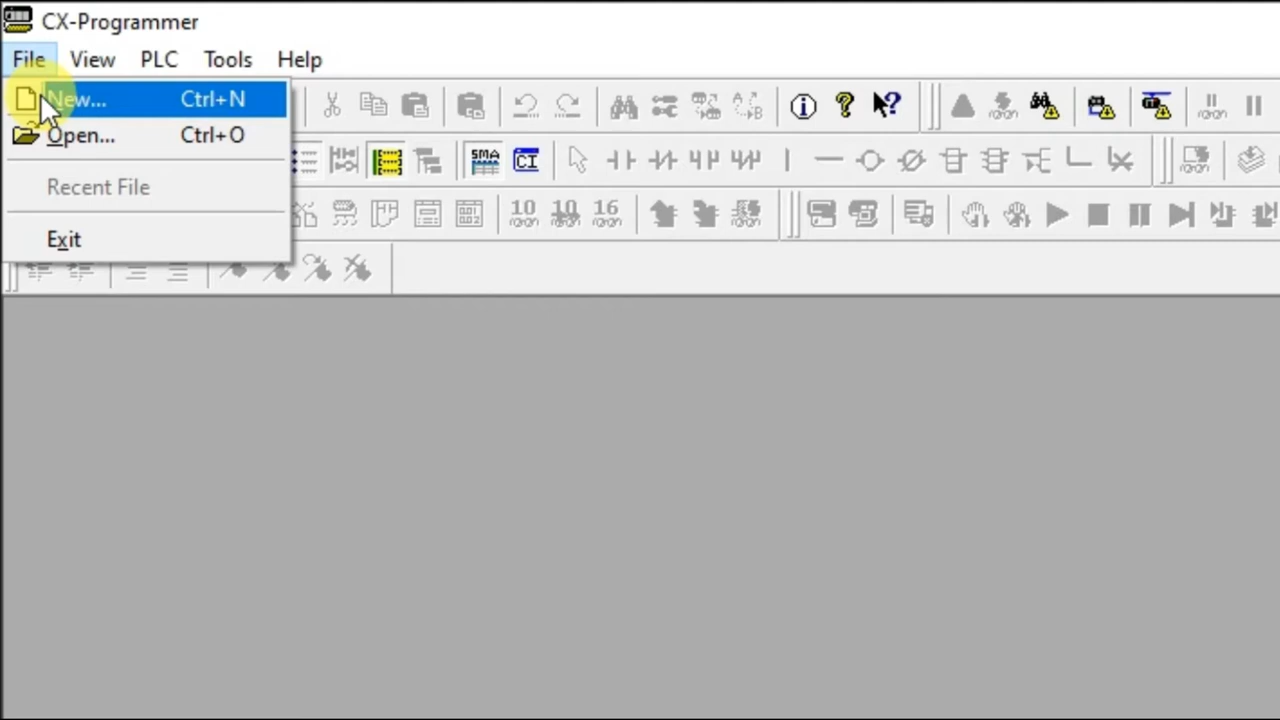 CX-Programmer
File View PLC Tools Help
New... Ctrl+N
Open... Ctrl+O
Recent File
Exit
SMA CI
10 10 16